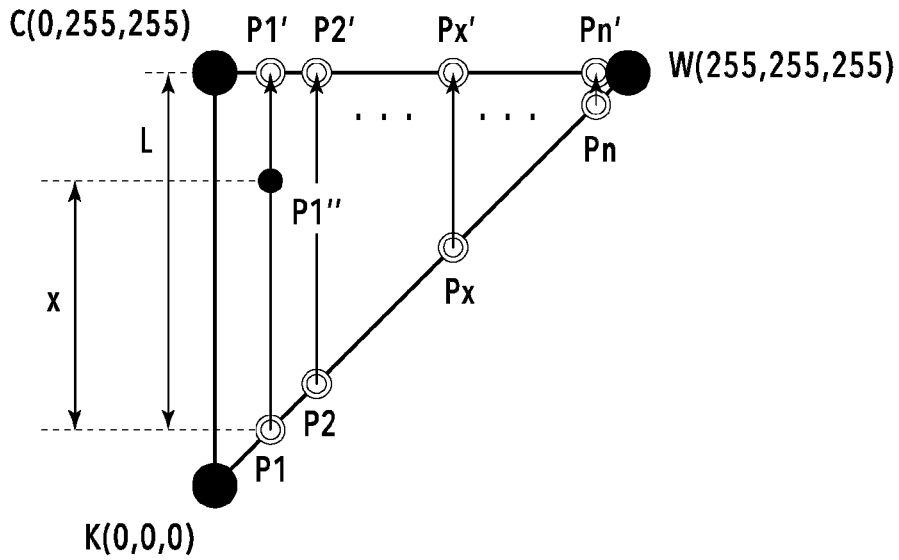 C(0,255,255) P1′ P2′ Px′ Pn′
W(255,255,255)
L
. . . . . .
Pn
P1′′
x
Px
P2
P1
K(0,0,0)